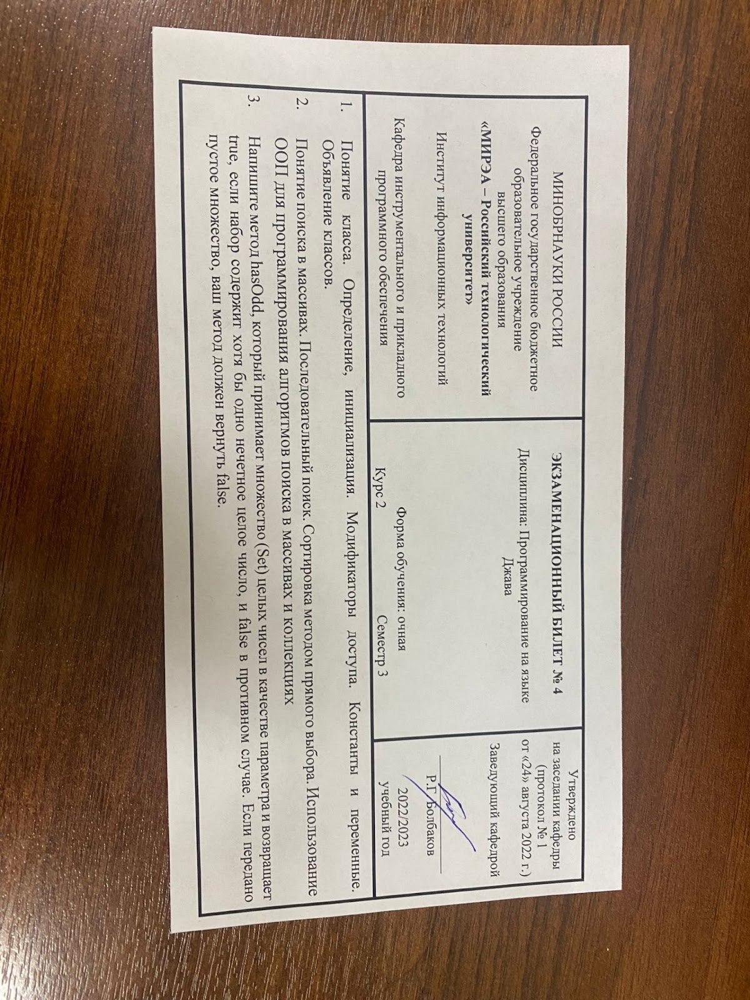 МИНОБРНАУКИ РОССИИ
Федеральное государственное бюджетное
образовательное учреждение
высшего образования
«МИРЭА – Российский технологический
университет»
Институт информационных технологий
Кафедра инструментального и прикладного
программного обеспечения
ЭКЗАМЕНАЦИОННЫЙ БИЛЕТ № 4
Дисциплина: Программирование на языке
Джава
Форма обучения: очная
Курс 2 Семестр 3
Утверждено
на заседании кафедры
(протокол № 1
от «24» августа 2022 г.)
Заведующий кафедрой
Р.Г Болбаков
2022/2023
учебный год
1. Понятие класса. Определение, инициализация. Модификаторы доступа. Константы и переменные.
Объявление классов.
2. Понятие поиска в массивах. Последовательный поиск. Сортировка методом прямого выбора. Использование
ООП для программирования алгоритмов поиска в массивах и коллекциях
3. Напишите метод hasOdd, который принимает множество (Set) целых чисел в качестве параметра и возвращает
true, если набор содержит хотя бы одно нечетное целое число, и false в противном случае. Если передано
пустое множество, ваш метод должен вернуть false.